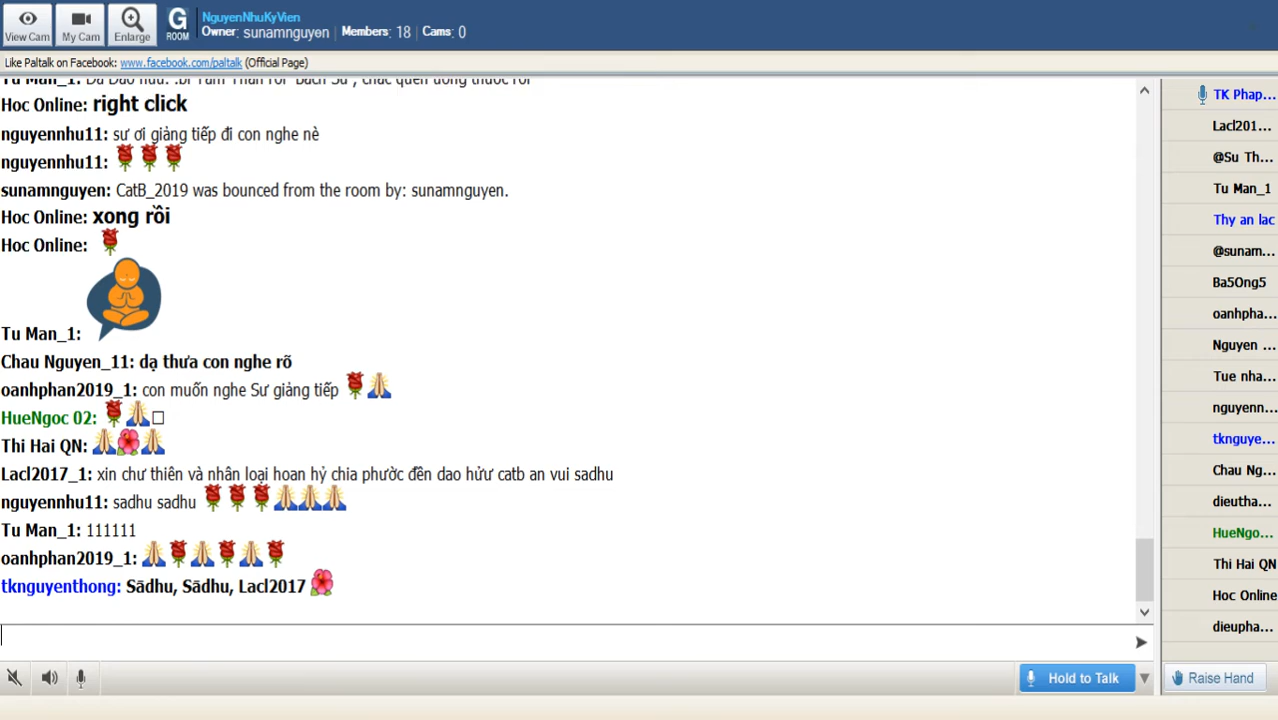 View Cam
My Cam
Enlarge
G
ROOM
NguyenNhuKyVien
Owner: sunamnguyen | Members: 18 | Cams: 0
Like Paltalk on Facebook: www.facebook.com/paltalk (Official Page)
Hoc Online: right click
nguyennhu11: sư ơi giảng tiếp đi con nghe nè
nguyennhu11:
sunamnguyen: CatB_2019 was bounced from the room by: sunamnguyen.
Hoc Online: xong rồi
Hoc Online:
Tu Man_1:
Chau Nguyen_11: dạ thưa con nghe rõ
oanhphan2019_1: con muốn nghe Sư giảng tiếp 🌹🙏
HueNgoc 02: 🌹🙏□
Thi Hai QN: 🙏🌺🙏
Lacl2017_1: xin chư thiên và nhân loại hoan hỷ chia phước đến dao hửư catb an vui sadhu
nguyennhu11: sadhu sadhu 🌹🌹🌹🙏🙏🙏
Tu Man_1: 111111
oanhphan2019_1: 🙏🌹🙏🌹🙏🌹
tknguyenthong: Sādhu, Sādhu, Lacl2017 🌺
TK Phap...
Lacl201...
@Su Th...
Tu Man_1
Thy an lac
@sunam...
Ba5Ong5
oanhpha...
Nguyen ...
Tue nha...
nguyenn...
tknguye...
Chau Ng...
dieutha...
HueNgo...
Thi Hai QN
Hoc Online
dieupha...
Hold to Talk
Raise Hand